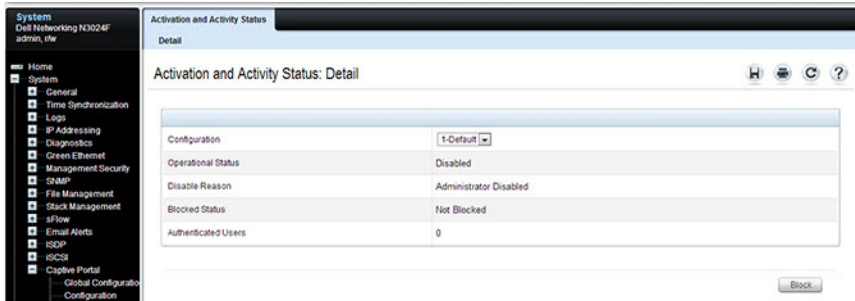 System
Dell Networking N3024F
admin, r/w
Home
System
General
Time Synchronization
Logs
IP Addressing
Diagnostics
Green Ethernet
Management Security
SNMP
File Management
Stack Management
sFlow
Email Alerts
ISDP
iSCSI
Captive Portal
Global Configuratio
Configuration
Activation and Activity Status
Detail
Activation and Activity Status: Detail
?
Configuration 1-Default
Operational Status Disabled
Disable Reason Administrator Disabled
Blocked Status Not Blocked
Authenticated Users 0
Block